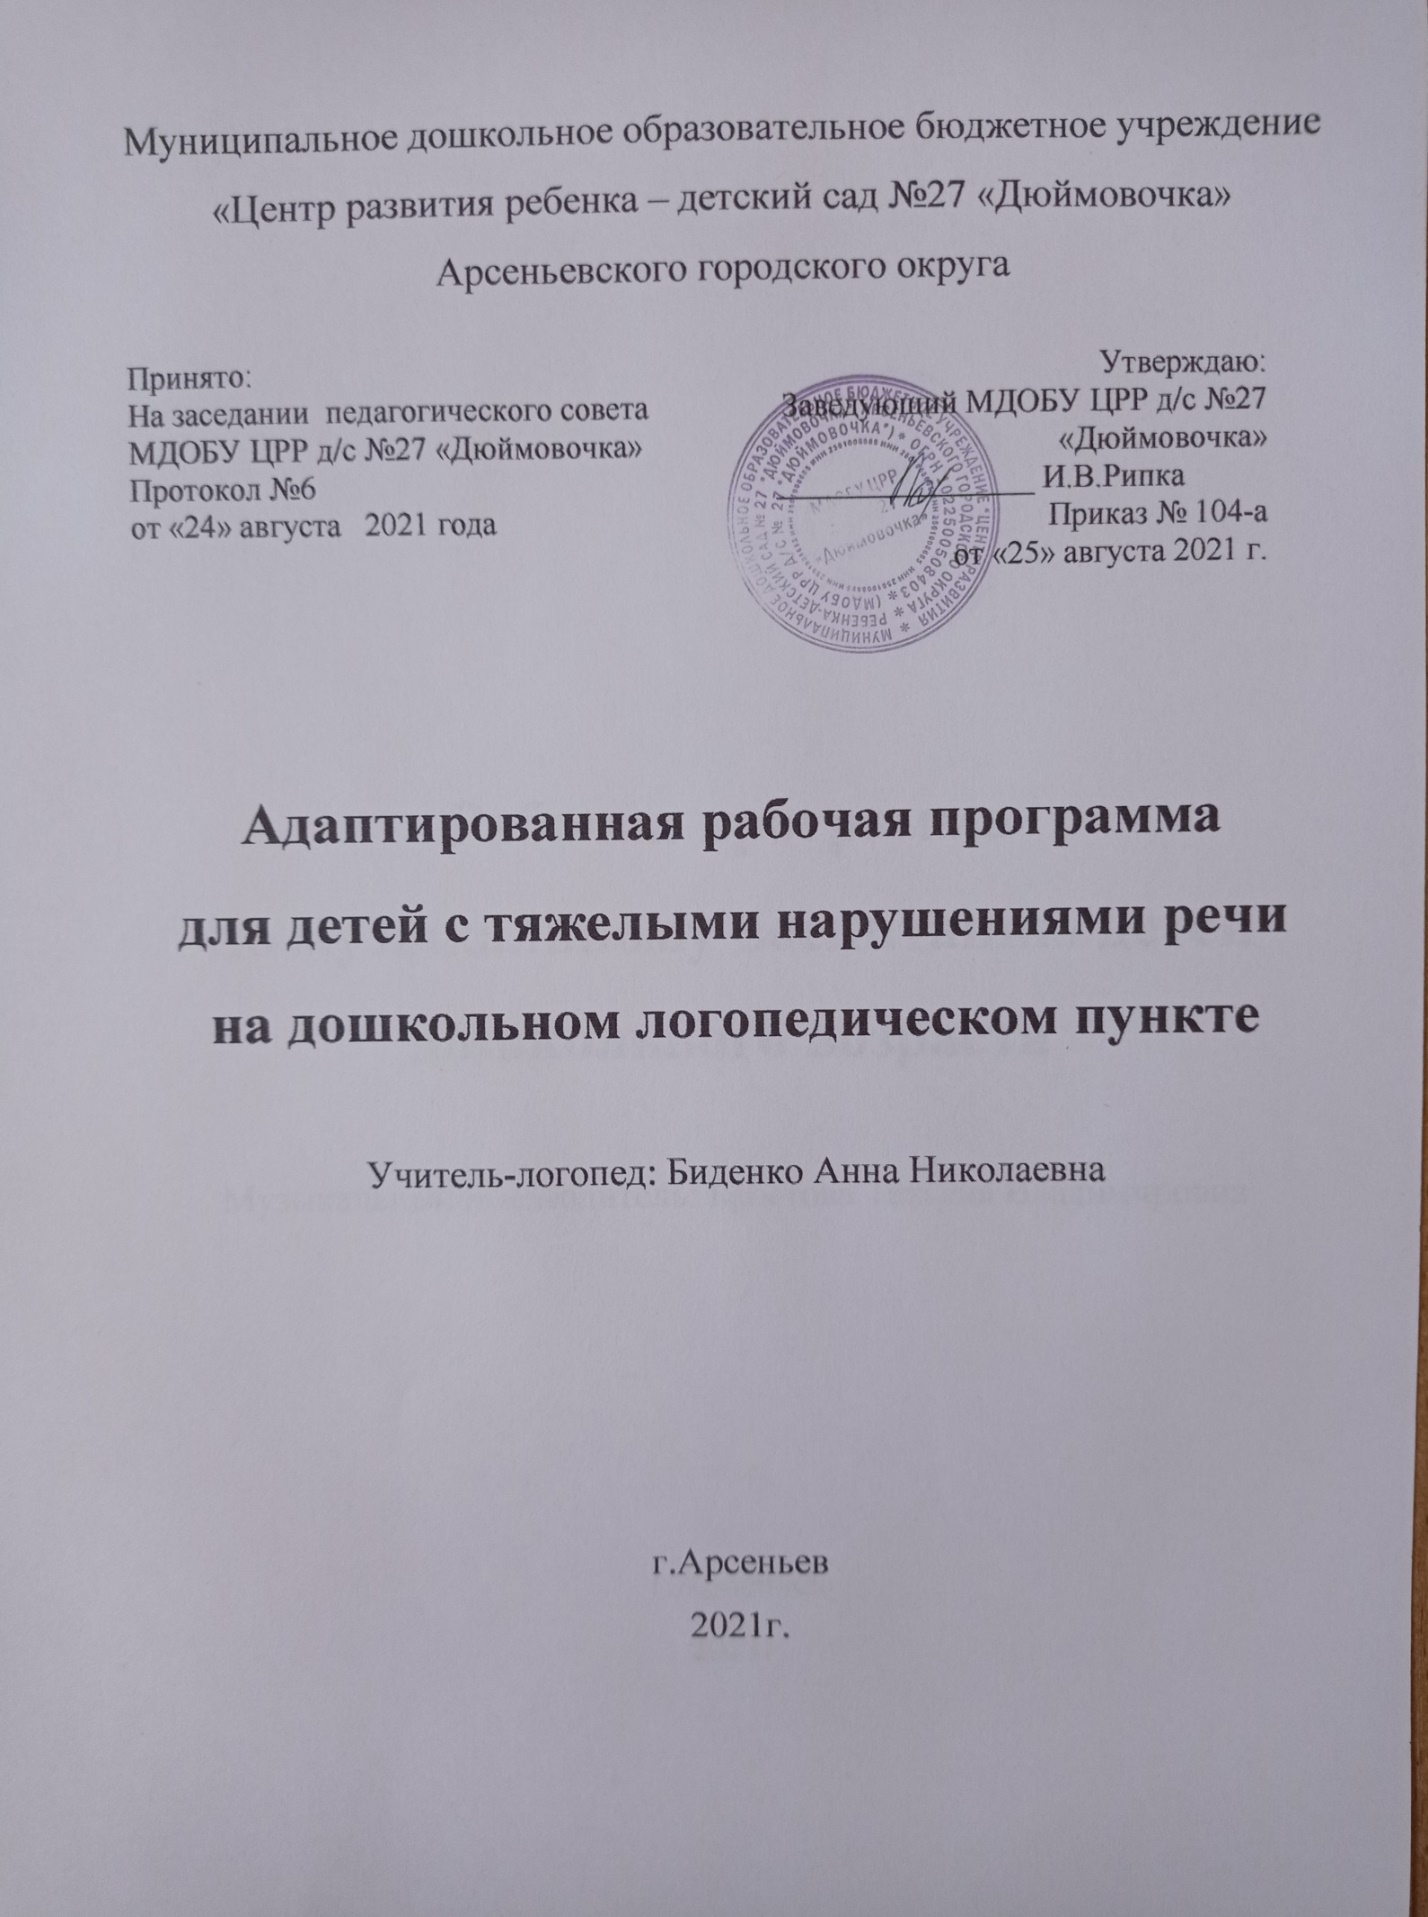 Муниципальное дошкольное образовательное бюджетное учреждение
«Центр развития ребенка – детский сад №27 «Дюймовочка»
Арсеньевского городского округа
Принято:
На заседании педагогического совета
МДОБУ ЦРР д/с №27 «Дюймовочка»
Протокол №6
от «24» августа 2021 года
Утверждаю:
Заведующий МДОБУ ЦРР д/с №27
«Дюймовочка»
И.В.Рипка
Приказ № 104-а
от «25» августа 2021 г.
Адаптированная рабочая программа
для детей с тяжелыми нарушениями речи
на дошкольном логопедическом пункте
Учитель-логопед: Биденко Анна Николаевна
г.Арсеньев
2021г.